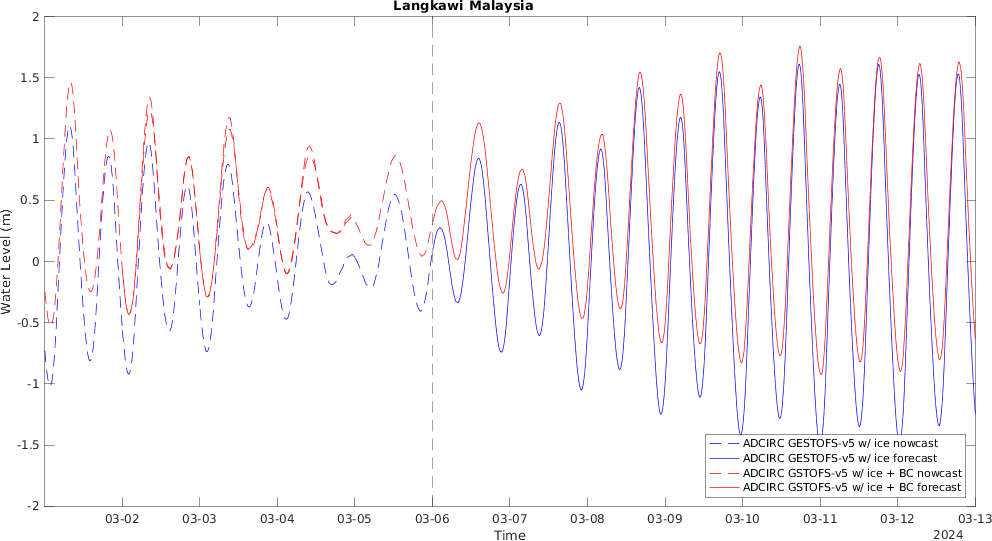 Langkawi Malaysia
2
1.5
1
0.5
0
-0.5
-1
-1.5
-2
Water Level (m)
ADCIRC GESTOFS-v5 w/ ice nowcast
ADCIRC GESTOFS-v5 w/ ice forecast
ADCIRC GSTOFS-v5 w/ ice + BC nowcast
ADCIRC GSTOFS-v5 w/ ice + BC forecast
03-02 03-03 03-04 03-05 03-06 03-07 03-08 03-09 03-10 03-11 03-12 03-13
Time
2024